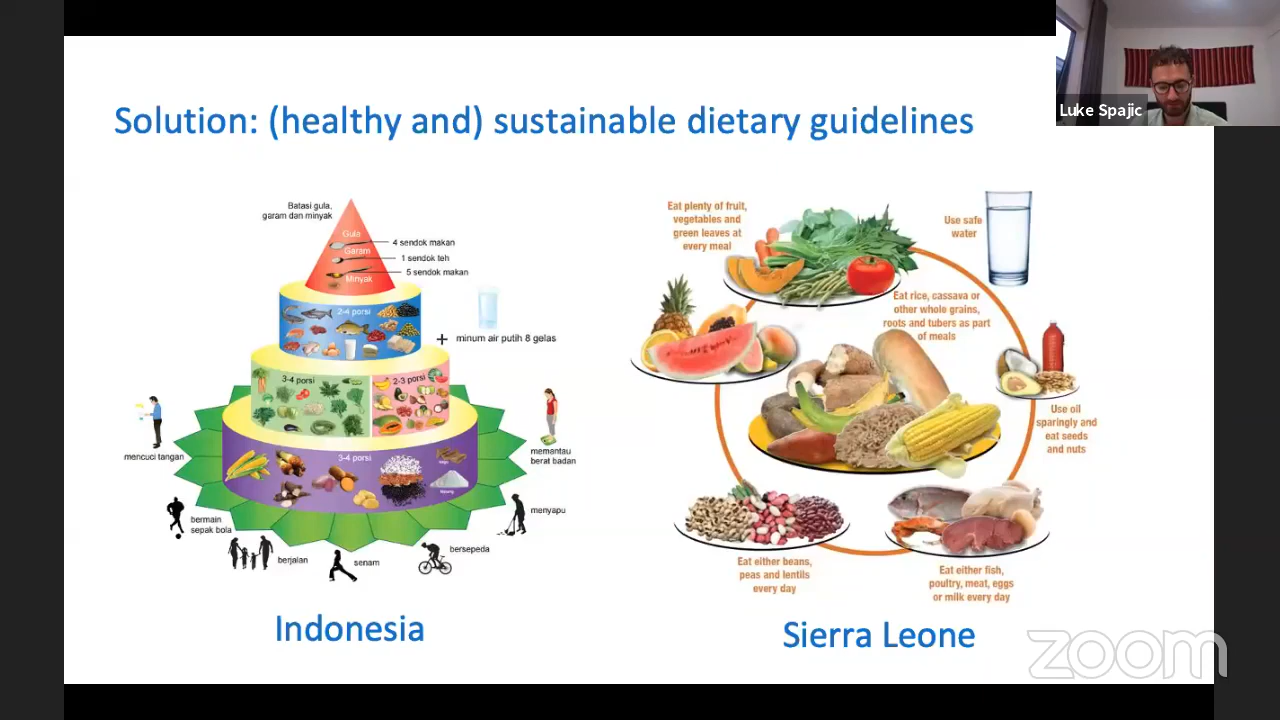 Luke Spajic
Solution: (healthy and) sustainable dietary guidelines
Batasi gula,
garam dan minyak
Gula
Garam
Minyak
4 sendok makan
1 sendok teh
5 sendok makan
2-4 porsi
+ minum air putih 8 gelas
3-4 porsi
2-3 porsi
3-4 porsi
mencuci tangan
memantau
berat badan
bermain
sepak bola
menyapu
berjalan
senam
bersepeda
Indonesia
Eat plenty of fruit,
vegetables and
green leaves at
every meal
Use safe
water
Eat rice, cassava or
other whole grains,
roots and tubers as part
of meals
Use oil
sparingly and
eat seeds
and nuts
Eat either beans,
peas and lentils
every day
Eat either fish,
poultry, meat, eggs
or milk every day
Sierra Leone
zoom